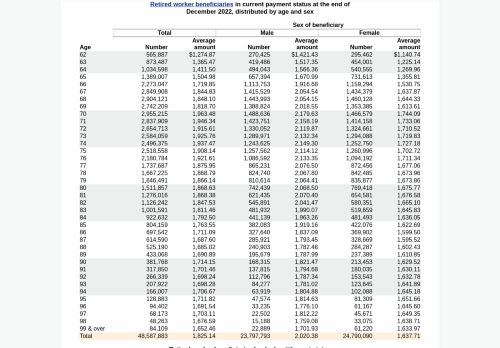 Retired worker beneficiaries in current payment status at the end of
December 2022, distributed by age and sex
Sex of beneficiary
Total Male Female
Average Average Average
Age Number amount Number amount Number amount
62 565,887 $1,274.87 270,425 $1,421.43 295,462 $1,140.74
63 873,487 1,365.47 419,486 1,517.35 454,001 1,225.14
64 1,034,598 1,411.50 494,043 1,566.36 540,555 1,269.96
65 1,389,007 1,504.98 657,394 1,670.99 731,613 1,355.81
66 2,273,047 1,719.85 1,113,753 1,916.68 1,159,294 1,530.75
67 2,849,908 1,844.83 1,415,529 2,054.54 1,434,379 1,637.87
68 2,904,121 1,848.10 1,443,993 2,054.15 1,460,128 1,644.33
69 2,742,209 1,818.70 1,388,824 2,018.55 1,353,385 1,613.61
70 2,955,215 1,963.48 1,488,636 2,179.63 1,466,579 1,744.09
71 2,837,909 1,946.34 1,423,751 2,158.19 1,414,158 1,733.06
72 2,654,713 1,915.61 1,330,052 2,119.87 1,324,661 1,710.52
73 2,584,059 1,925.76 1,289,971 2,132.34 1,294,088 1,719.83
74 2,496,375 1,937.47 1,243,625 2,149.30 1,252,750 1,727.18
75 2,518,558 1,908.14 1,257,562 2,114.12 1,260,996 1,702.72
76 2,180,784 1,921.61 1,086,592 2,133.35 1,094,192 1,711.34
77 1,737,687 1,875.95 865,231 2,076.50 872,456 1,677.06
78 1,667,225 1,868.79 824,740 2,067.80 842,485 1,673.96
79 1,646,491 1,866.14 810,614 2,064.41 835,877 1,673.86
80 1,511,857 1,868.63 742,439 2,068.50 769,418 1,675.77
81 1,276,016 1,868.38 621,435 2,070.40 654,581 1,676.58
82 1,126,242 1,847.53 545,891 2,041.47 580,351 1,665.10
83 1,001,591 1,811.46 481,932 1,990.07 519,659 1,645.83
84 922,632 1,792.50 441,139 1,963.26 481,493 1,636.05
85 804,159 1,763.55 382,083 1,919.16 422,076 1,622.69
86 697,542 1,711.09 327,640 1,837.09 369,902 1,599.50
87 614,590 1,687.60 285,921 1,793.45 328,669 1,595.52
88 525,190 1,685.02 240,903 1,782.48 284,287 1,602.43
89 433,068 1,690.89 195,679 1,787.99 237,389 1,610.85
90 381,768 1,714.15 168,315 1,821.47 213,453 1,629.52
91 317,850 1,701.46 137,815 1,794.68 180,035 1,630.11
92 266,339 1,698.24 112,796 1,787.34 153,543 1,632.78
93 207,922 1,698.28 84,277 1,781.02 123,645 1,641.89
94 166,007 1,706.67 63,919 1,804.88 102,088 1,645.18
95 128,883 1,711.82 47,574 1,814.63 81,309 1,651.66
96 94,402 1,691.54 33,235 1,776.10 61,167 1,645.60
97 68,173 1,703.11 22,502 1,812.22 45,671 1,649.35
98 48,263 1,676.59 15,188 1,759.08 33,075 1,638.71
99 & over 84,109 1,652.46 22,889 1,701.93 61,220 1,633.97
Total 48,587,883 1,825.14 23,797,793 2,020.38 24,790,090 1,637.71